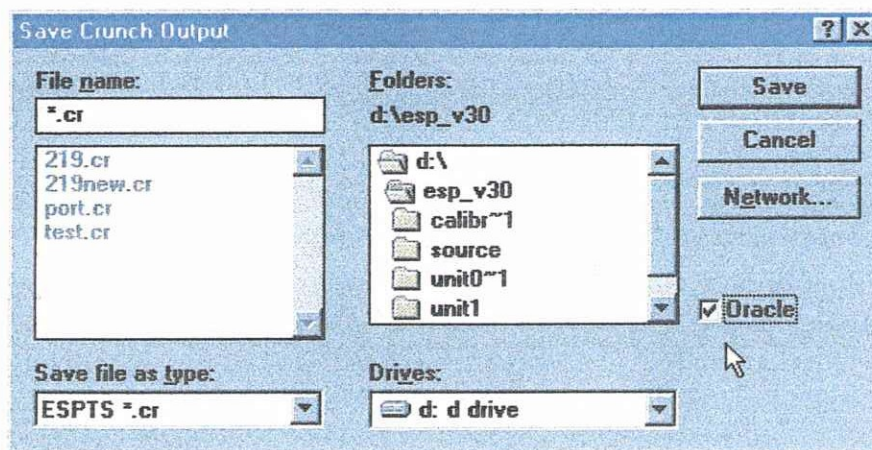 Save Crunch Output
File name:
*.cr
219.cr
219new.cr
port.cr
test.cr
Save file as type:
ESPTS *.cr
Folders:
d:\esp_v30
d:\
esp_v30
calibr~1
source
unit0~1
unit1
Drives:
d: d drive
Save
Cancel
Network...
Oracle